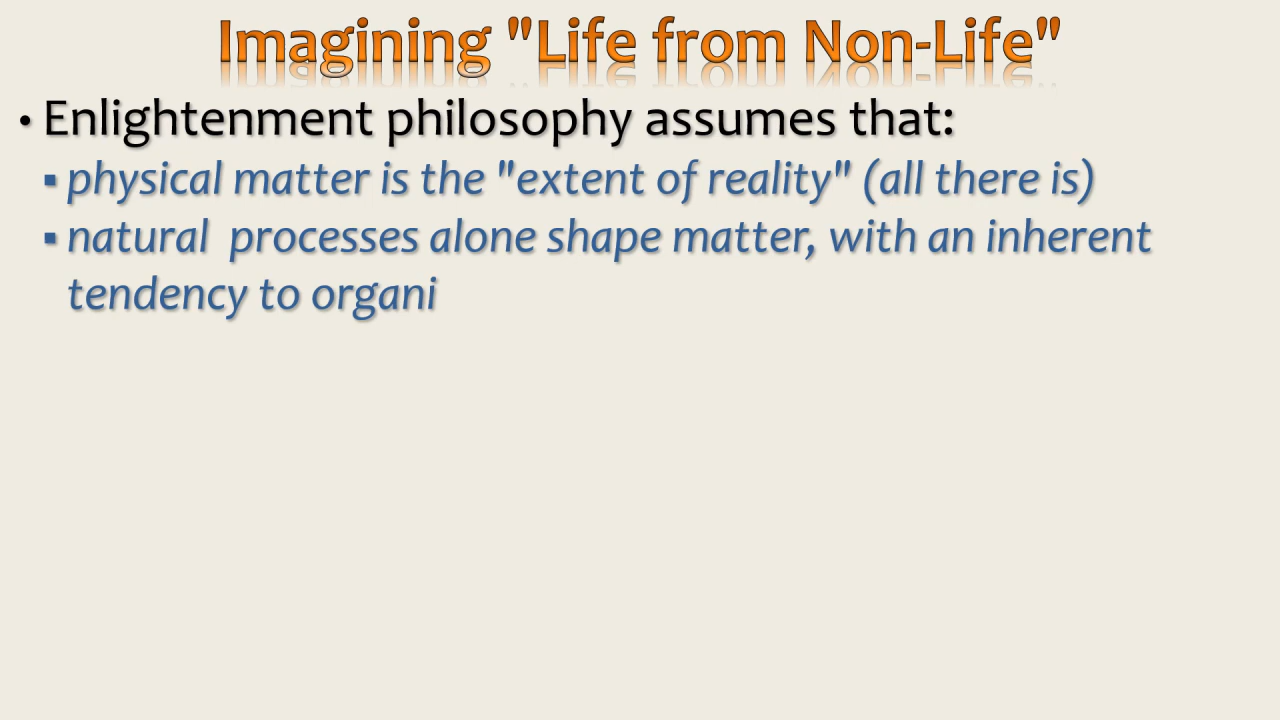 Imagining "Life from Non-Life"
• Enlightenment philosophy assumes that:
▪ physical matter is the "extent of reality" (all there is)
▪ natural  processes alone shape matter, with an inherent
tendency to organi